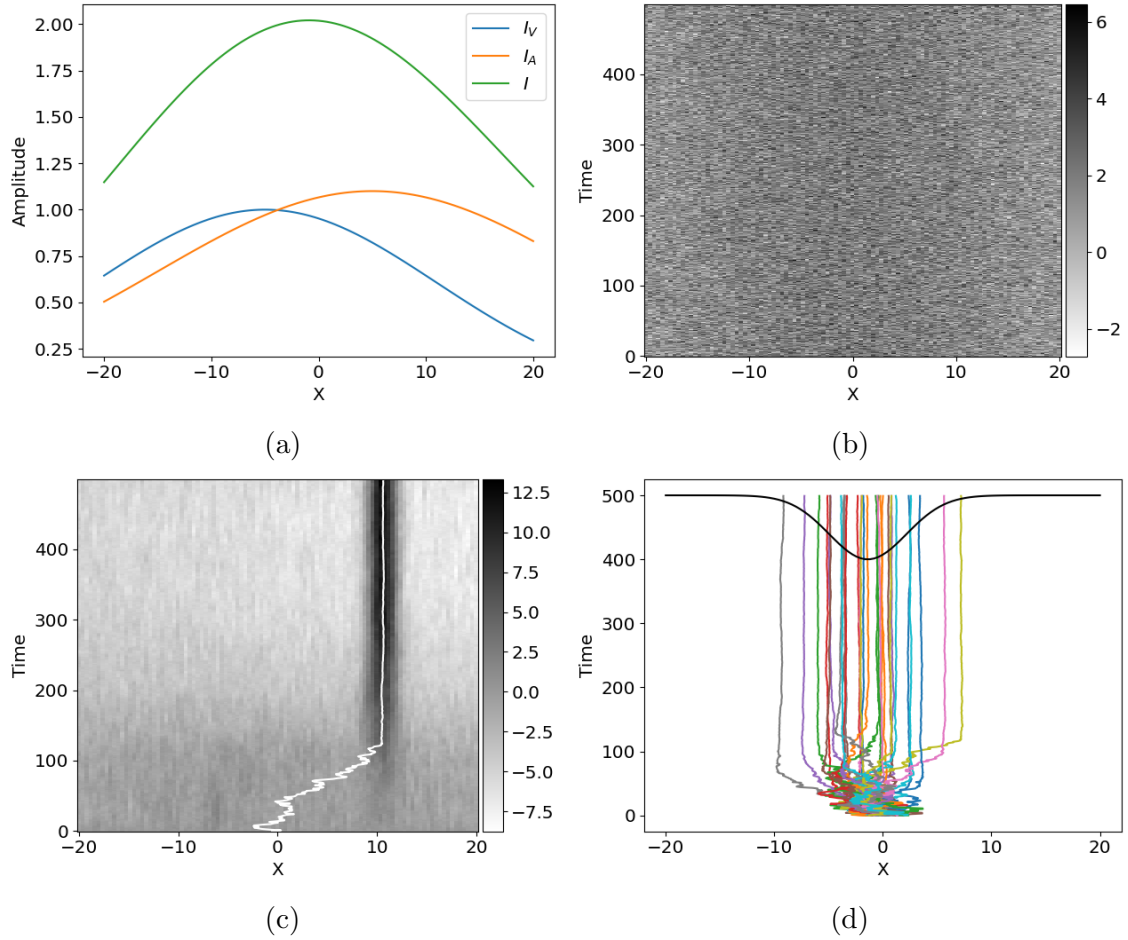 2.00
1.75
1.50
1.25
1.00
0.75
0.50
0.25
Amplitude
−20 −10 0 10 20
X
I_V
I_A
I
(a)
400
300
200
100
0
Time
−20 −10 0 10 20
X
6
4
2
0
−2
(b)
400
300
200
100
0
Time
−20 −10 0 10 20
X
12.5
10.0
7.5
5.0
2.5
0.0
−2.5
−5.0
−7.5
(c)
500
400
300
200
100
0
Time
−20 −10 0 10 20
X
(d)